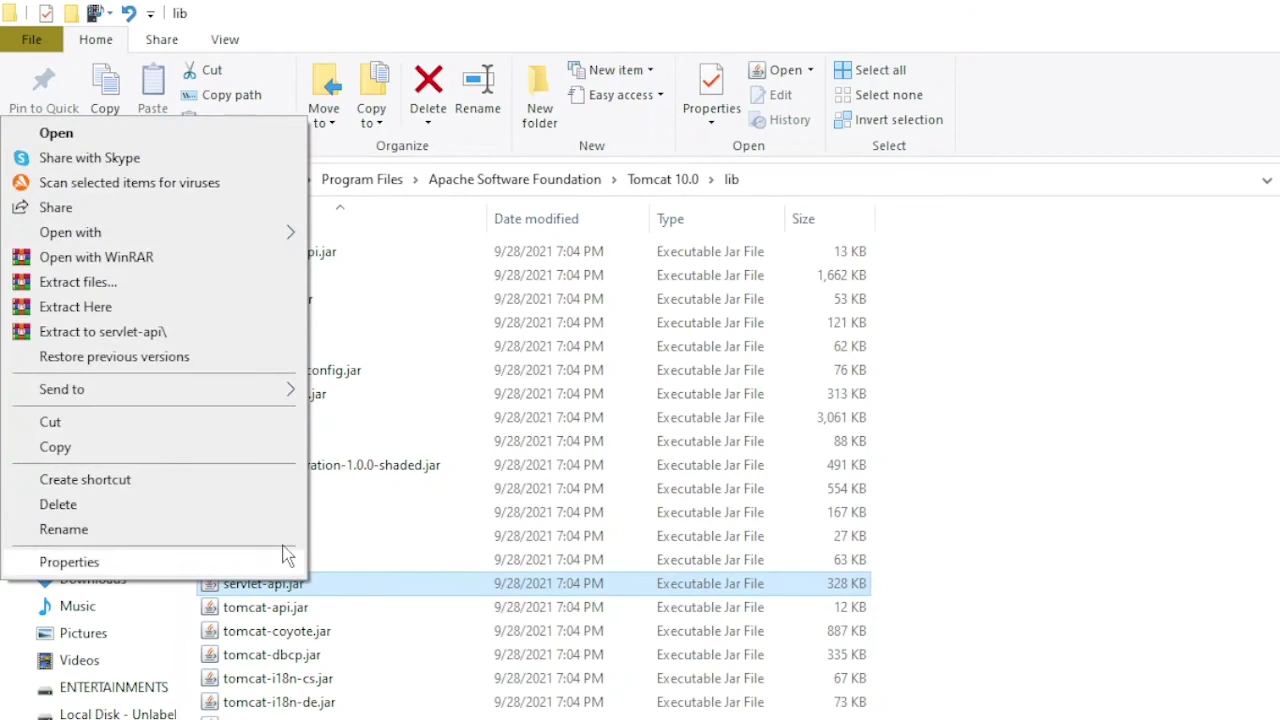 lib
File Home Share View
Pin to Quick Copy Paste Cut Copy path Move to Copy to Delete Rename New folder New item Easy access Properties Open Edit History Select all Select none Invert selection
Organize New Open Select
Program Files > Apache Software Foundation > Tomcat 10.0 > lib
Date modified Type Size
Open
Share with Skype
Scan selected items for viruses
Share
Open with
Open with WinRAR
Extract files...
Extract Here
Extract to servlet-api\
Restore previous versions
Send to
Cut
Copy
Create shortcut
Delete
Rename
Properties
pi.jar 9/28/2021 7:04 PM Executable Jar File 13 KB
9/28/2021 7:04 PM Executable Jar File 1,662 KB
r 9/28/2021 7:04 PM Executable Jar File 53 KB
9/28/2021 7:04 PM Executable Jar File 121 KB
9/28/2021 7:04 PM Executable Jar File 62 KB
config.jar 9/28/2021 7:04 PM Executable Jar File 76 KB
.jar 9/28/2021 7:04 PM Executable Jar File 313 KB
9/28/2021 7:04 PM Executable Jar File 3,061 KB
9/28/2021 7:04 PM Executable Jar File 88 KB
ration-1.0.0-shaded.jar 9/28/2021 7:04 PM Executable Jar File 491 KB
9/28/2021 7:04 PM Executable Jar File 554 KB
9/28/2021 7:04 PM Executable Jar File 167 KB
9/28/2021 7:04 PM Executable Jar File 27 KB
9/28/2021 7:04 PM Executable Jar File 63 KB
servlet-api.jar 9/28/2021 7:04 PM Executable Jar File 328 KB
tomcat-api.jar 9/28/2021 7:04 PM Executable Jar File 12 KB
tomcat-coyote.jar 9/28/2021 7:04 PM Executable Jar File 887 KB
tomcat-dbcp.jar 9/28/2021 7:04 PM Executable Jar File 335 KB
tomcat-i18n-cs.jar 9/28/2021 7:04 PM Executable Jar File 67 KB
tomcat-i18n-de.jar 9/28/2021 7:04 PM Executable Jar File 73 KB
Downloads
Music
Pictures
Videos
ENTERTAINMENTS
Local Disk - Unlabel